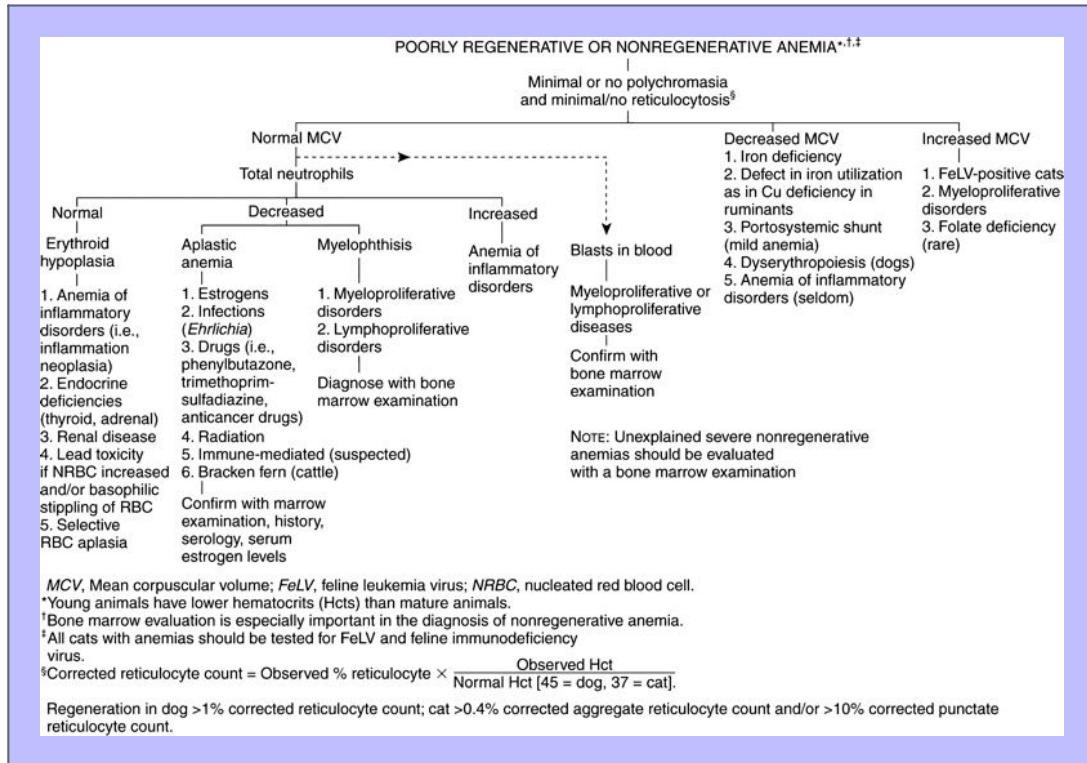 POORLY REGENERATIVE OR NONREGENERATIVE ANEMIA*,†,‡
Minimal or no polychromasia
and minimal/no reticulocytosis§
Normal MCV
Total neutrophils
Normal
Erythroid
hypoplasia
1. Anemia of
inflammatory
disorders (i.e.,
inflammation
neoplasia)
2. Endocrine
deficiencies
(thyroid, adrenal)
3. Renal disease
4. Lead toxicity
if NRBC increased
and/or basophilic
stippling of RBC
5. Selective
RBC aplasia
Decreased
Aplastic
anemia
1. Estrogens
2. Infections
(Ehrlichia)
3. Drugs (i.e.,
phenylbutazone,
trimethoprim-
sulfadiazine,
anticancer drugs)
4. Radiation
5. Immune-mediated (suspected)
6. Bracken fern (cattle)
Confirm with marrow
examination, history,
serology, serum
estrogen levels
Myelophthisis
1. Myeloproliferative
disorders
2. Lymphoproliferative
disorders
Diagnose with bone
marrow examination
Increased
Anemia of
inflammatory
disorders
Blasts in blood
Myeloproliferative or
lymphoproliferative
diseases
Confirm with
bone marrow
examination
Decreased MCV
1. Iron deficiency
2. Defect in iron utilization
as in Cu deficiency in
ruminants
3. Portosystemic shunt
(mild anemia)
4. Dyserythropoiesis (dogs)
5. Anemia of inflammatory
disorders (seldom)
Increased MCV
1. FeLV-positive cats
2. Myeloproliferative
disorders
3. Folate deficiency
(rare)
NOTE: Unexplained severe nonregenerative
anemias should be evaluated
with a bone marrow examination
MCV, Mean corpuscular volume; FeLV, feline leukemia virus; NRBC, nucleated red blood cell.
*Young animals have lower hematocrits (Hcts) than mature animals.
†Bone marrow evaluation is especially important in the diagnosis of nonregenerative anemia.
‡All cats with anemias should be tested for FeLV and feline immunodeficiency
virus.
§Corrected reticulocyte count = Observed % reticulocyte × Observed Hct
Normal Hct [45 = dog, 37 = cat].
Regeneration in dog >1% corrected reticulocyte count; cat >0.4% corrected aggregate reticulocyte count and/or >10% corrected punctate
reticulocyte count.